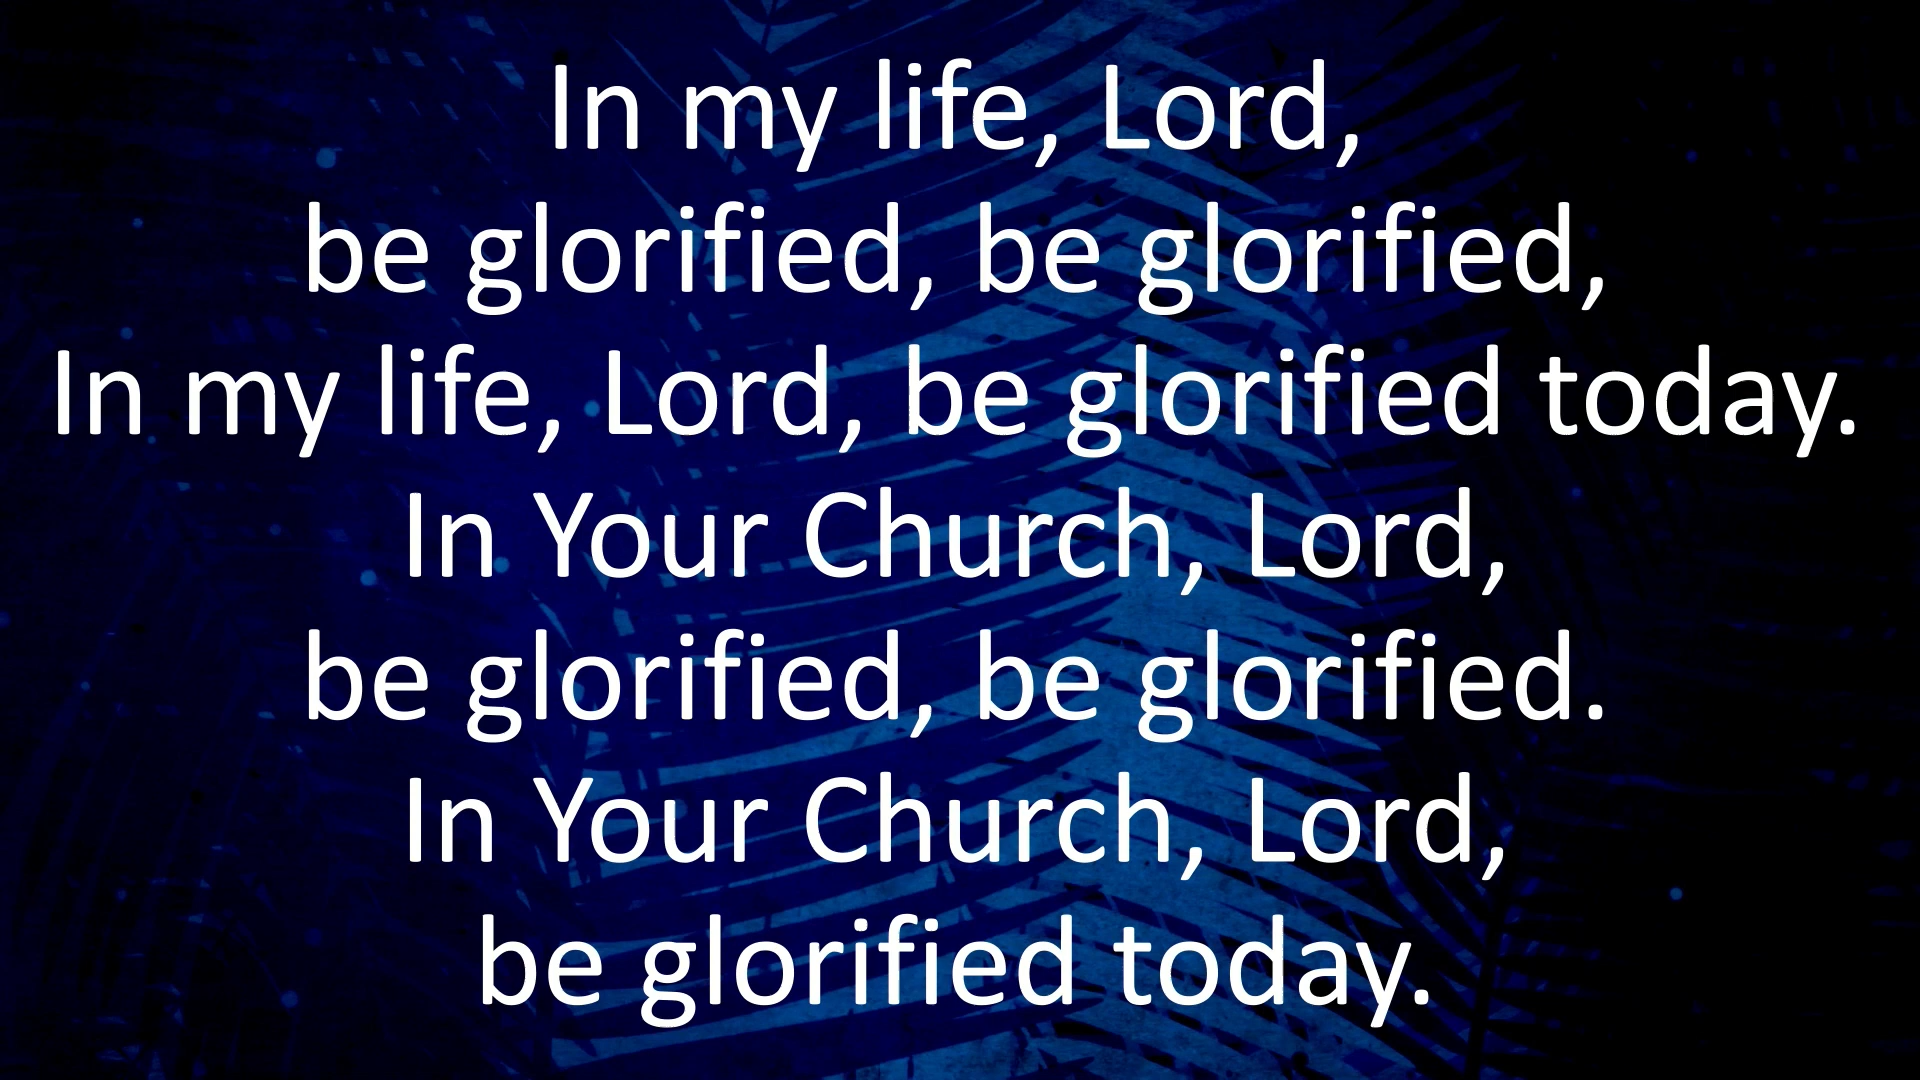 In my life, Lord,
be glorified, be glorified,
In my life, Lord, be glorified today.
In Your Church, Lord,
be glorified, be glorified.
In Your Church, Lord,
be glorified today.